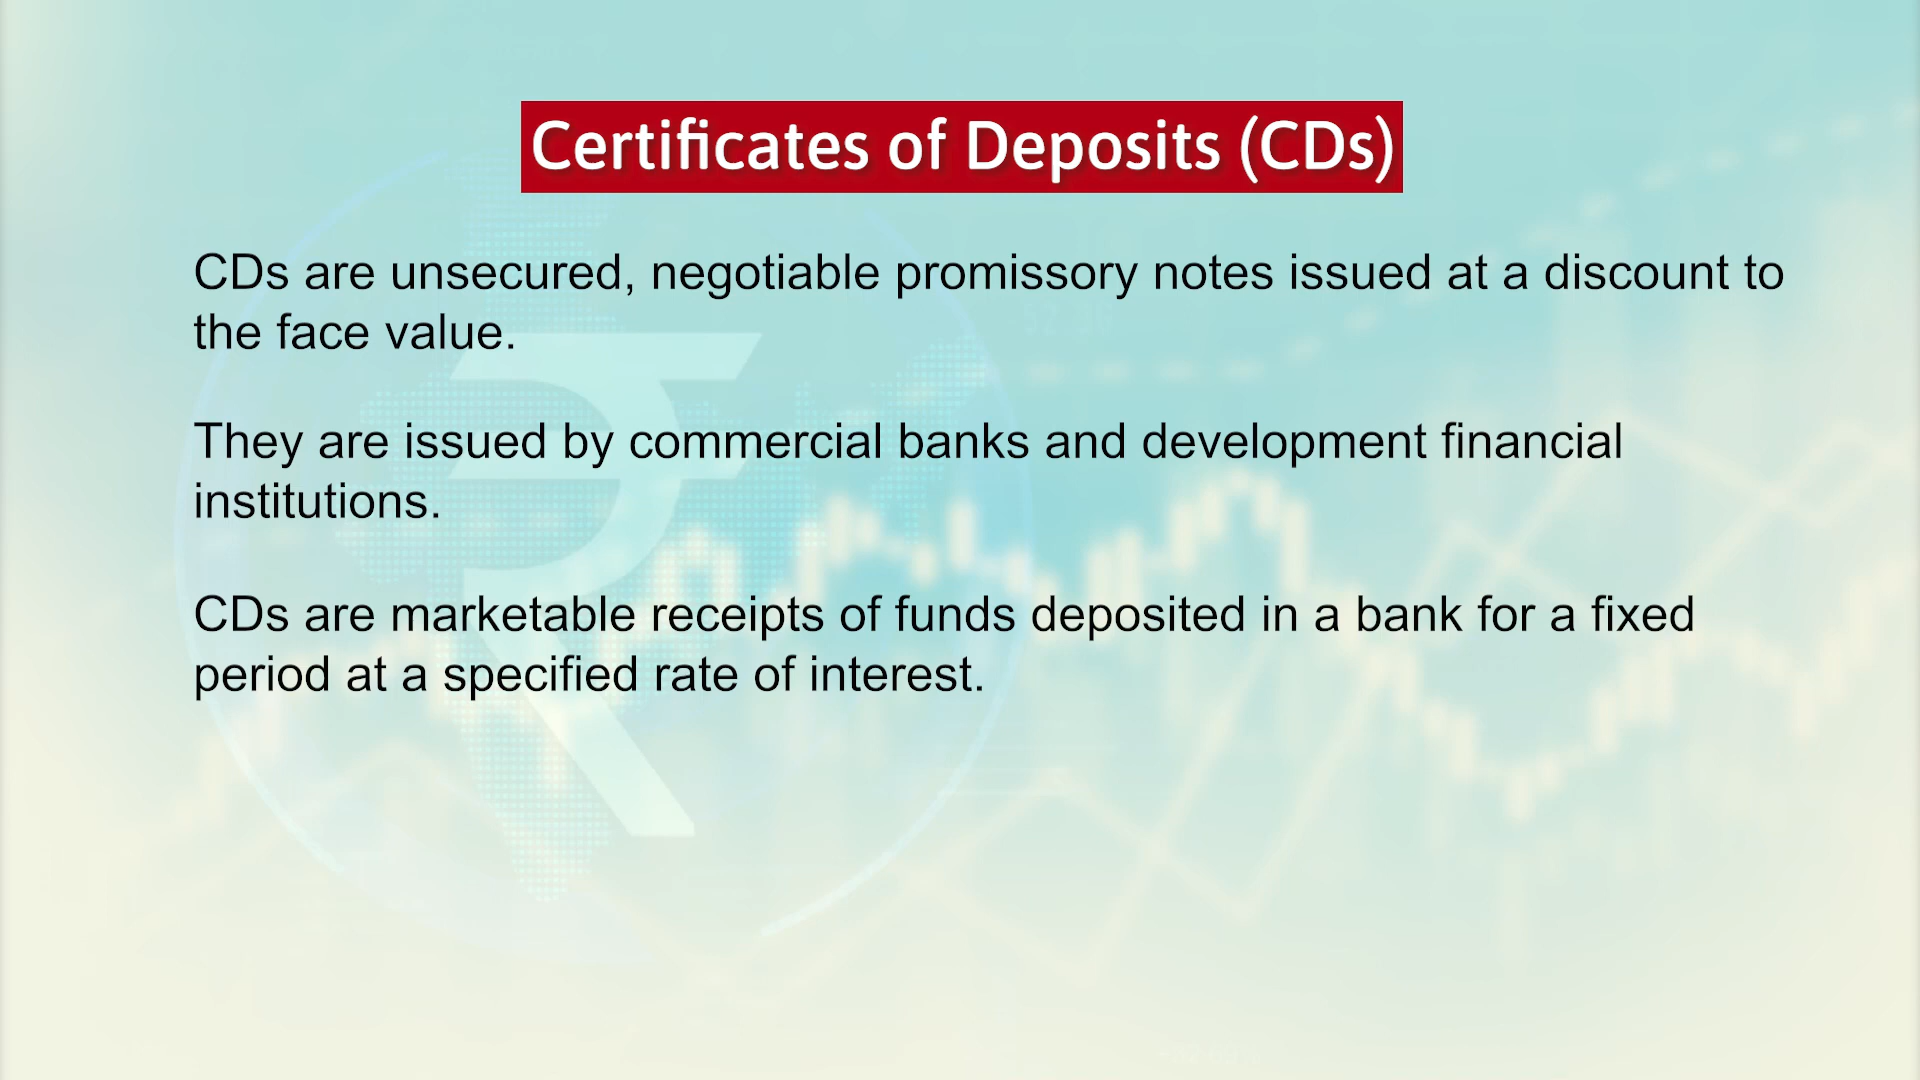 Certificates of Deposits (CDs)
CDs are unsecured, negotiable promissory notes issued at a discount to
the face value.
They are issued by commercial banks and development financial
institutions.
CDs are marketable receipts of funds deposited in a bank for a fixed
period at a specified rate of interest.